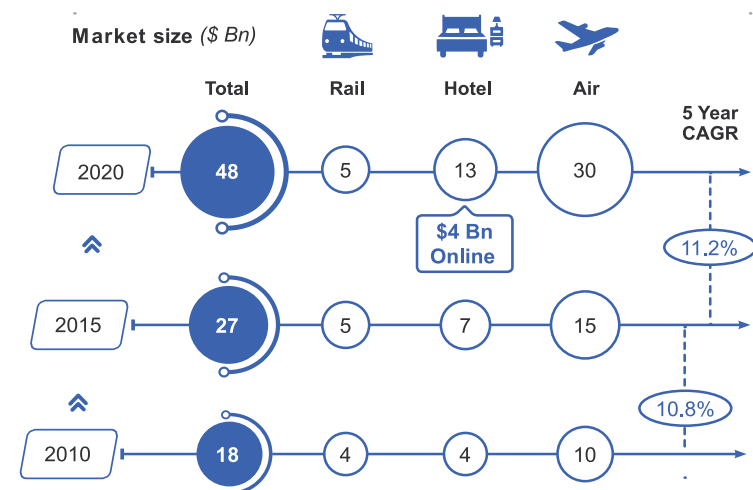 Market size ($ Bn)
Total Rail Hotel Air
5 Year
CAGR
2020 48 5 13 30
$4 Bn
Online
11.2%
2015 27 5 7 15
10.8%
2010 18 4 4 10